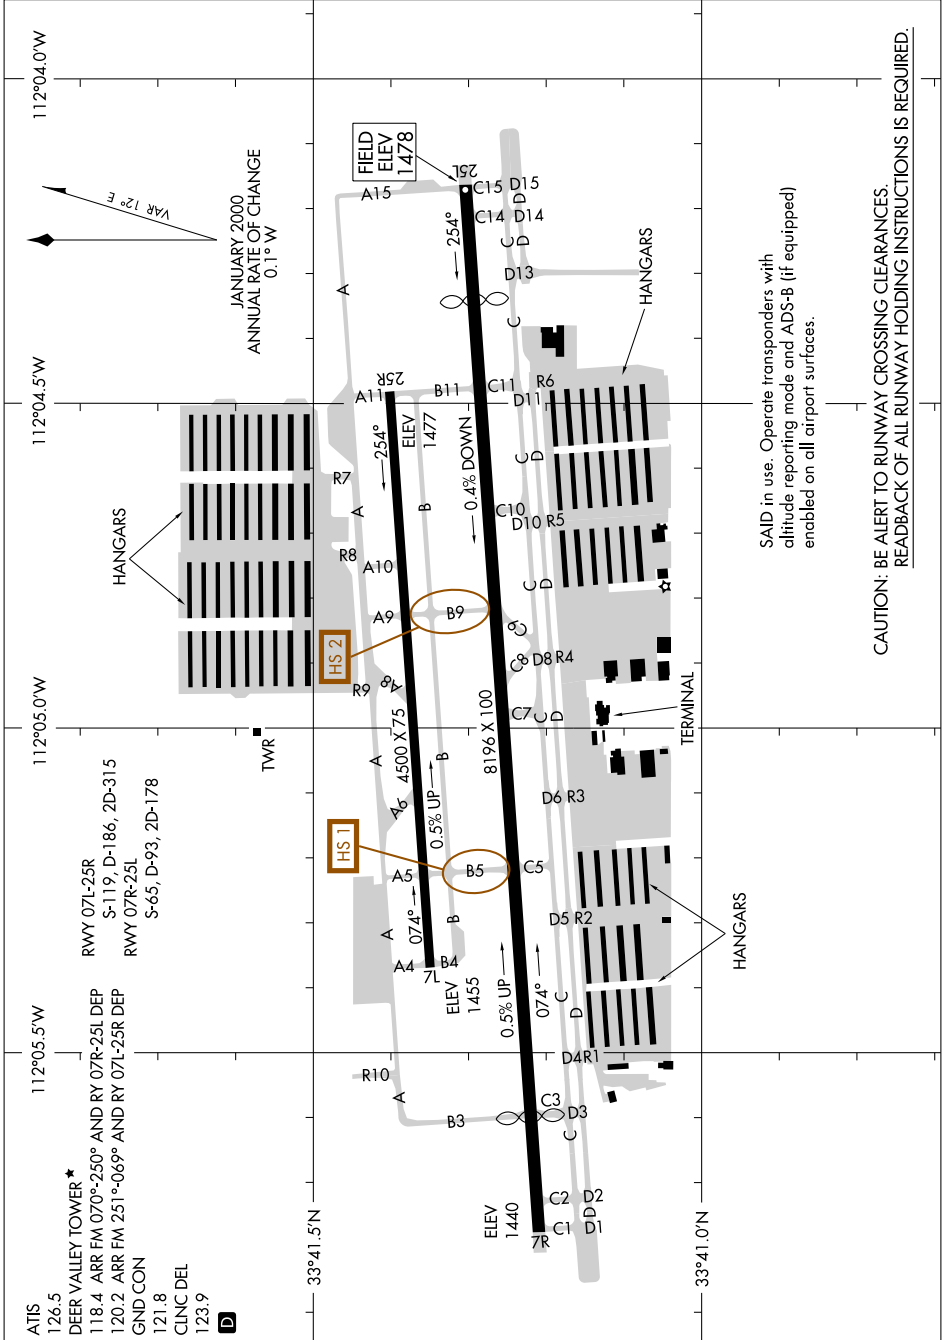 ATIS
126.5
DEER VALLEY TOWER★
118.4 ARR FM 070°-250° AND RY 07R-25L DEP
120.2 ARR FM 251°-069° AND RY 07L-25R DEP
GND CON
121.8
CLNC DEL
123.9
D
RWY 07L-25R
S-119, D-186, 2D-315
RWY 07R-25L
S-65, D-93, 2D-178
112°05.5'W
112°05.0'W
112°04.5'W
112°04.0'W
VAR 12° E
JANUARY 2000
ANNUAL RATE OF CHANGE
0.1° W
HANGARS
TWR
33°41.5'N
HS 1
HS 2
FIELD
ELEV
1478
R10
R9
R8
R7
A
A
A
A
A
A4
A5
A6
A8
A9
A10
A11
A15
074°
4500 X 75
254°
7L
25R
ELEV
1455
0.5% UP
ELEV
1477
B3
B4
B
B5
B
B9
B
B11
0.5% UP
8196 X 100
0.4% DOWN
254°
25L
ELEV
1440
7R
074°
C1
C2
C3
C5
C7
C8
C9
C10
C11
C14
C15
C
C
C
C
C
C
C
D
D
D
D
D
D
D
D1
D2
D3
D4R1
D5 R2
D6 R3
D8 R4
D10 R5
D11
R6
D13
D14
D15
33°41.0'N
HANGARS
TERMINAL
HANGARS
SAID in use. Operate transponders with
altitude reporting mode and ADS-B (if equipped)
enabled on all airport surfaces.
CAUTION: BE ALERT TO RUNWAY CROSSING CLEARANCES.
READBACK OF ALL RUNWAY HOLDING INSTRUCTIONS IS REQUIRED.